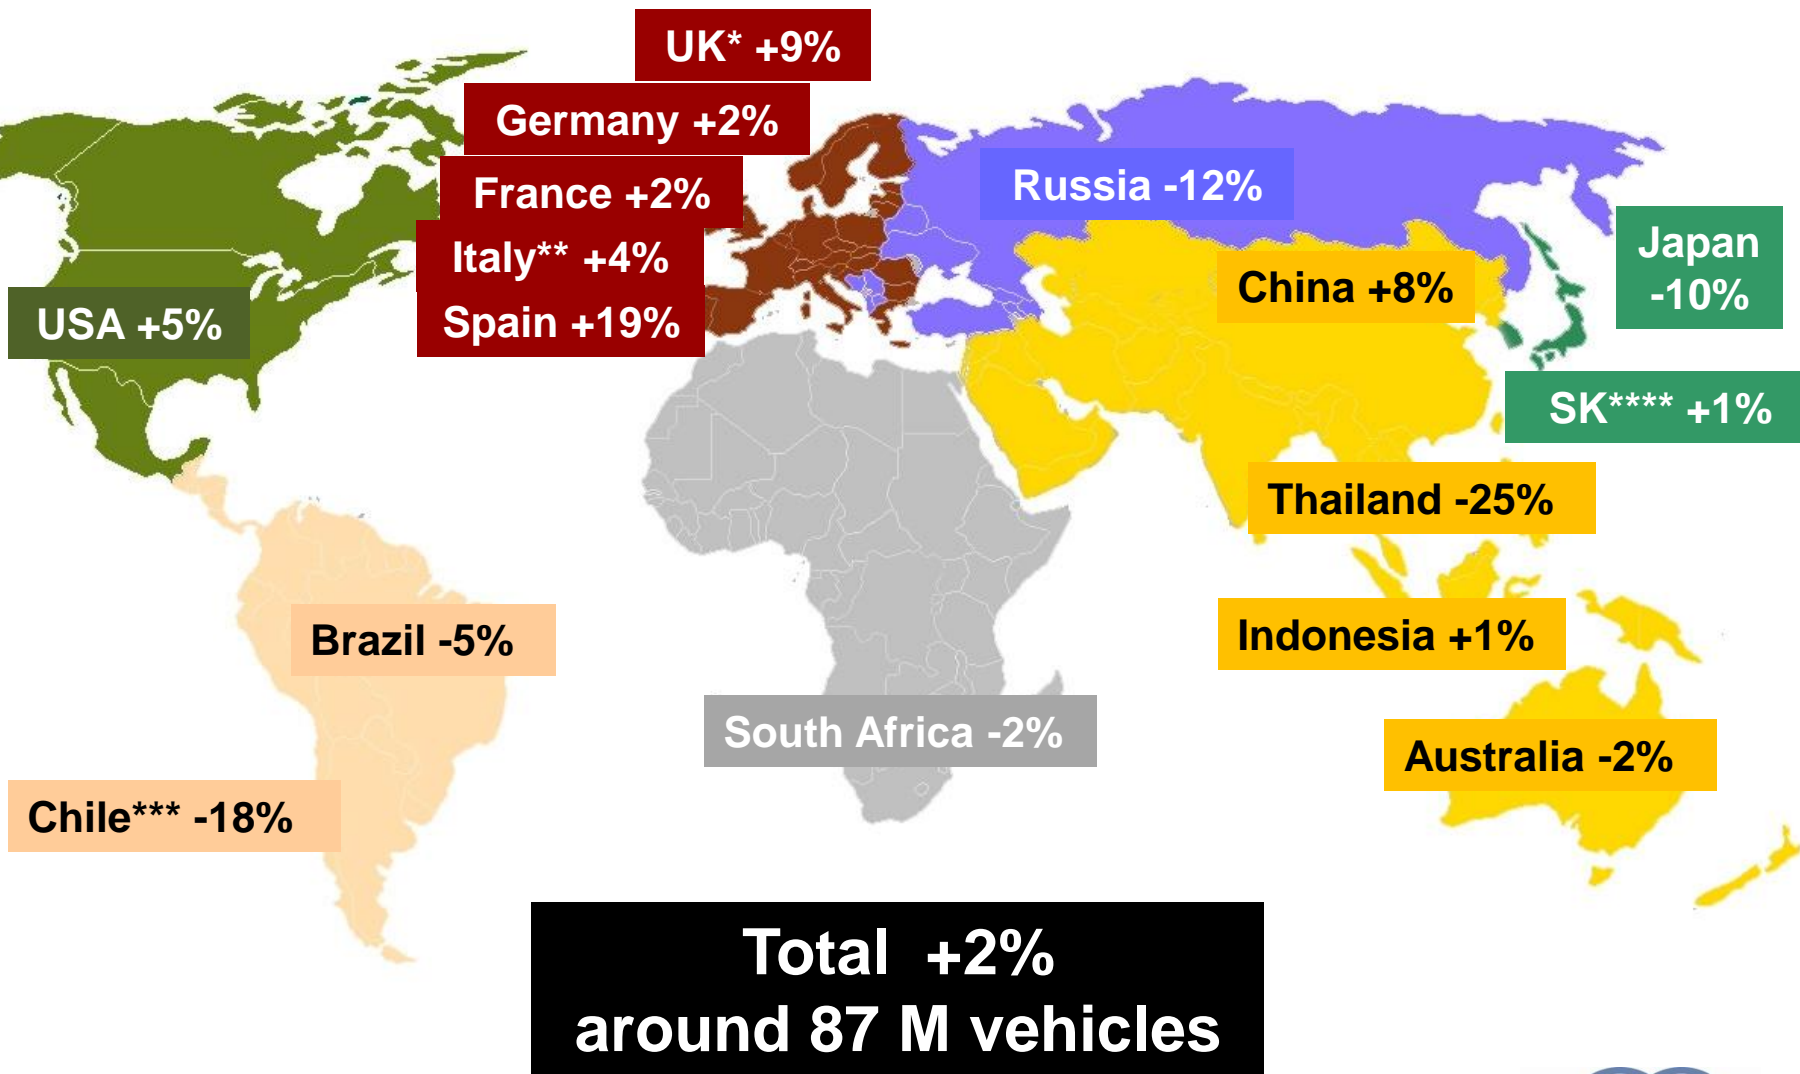 UK* +9%
Germany +2%
France +2%
Italy** +4%
Spain +19%
USA +5%
Russia -12%
China +8%
Japan
-10%
SK**** +1%
Thailand -25%
Indonesia +1%
Australia -2%
Brazil -5%
South Africa -2%
Chile*** -18%
Total +2%
around 87 M vehicles